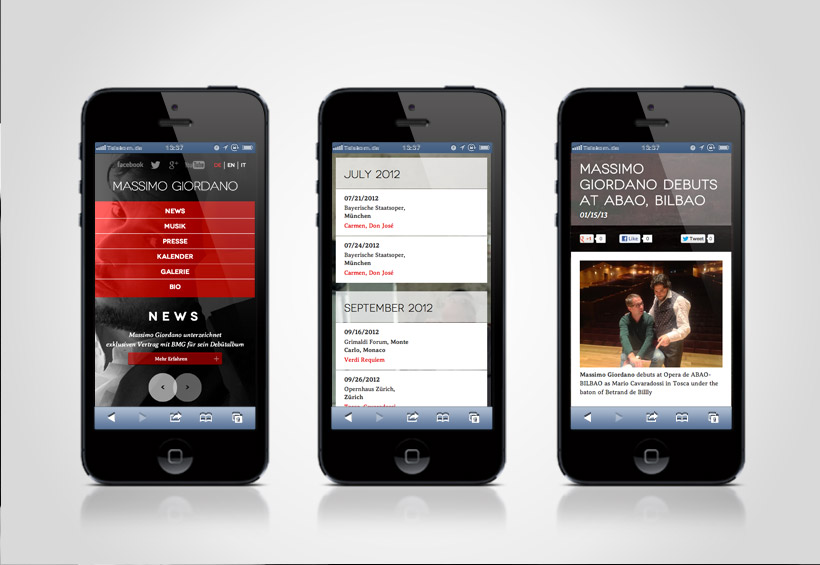 Telekom.de 13:37
facebook You Tube DE | EN | IT
MASSIMO GIORDANO
NEWS
MUSIK
PRESSE
KALENDER
GALERIE
BIO
NEWS
Massimo Giordano unterzeichnet
exklusiven Vertrag mit BMG für sein Debütalbum
Mehr Erfahren +
Telekom.de 13:37
JULY 2012
07/21/2012
Bayerische Staatsoper,
München
Carmen, Don José
07/24/2012
Bayerische Staatsoper,
München
Carmen, Don José
SEPTEMBER 2012
09/16/2012
Grimaldi Forum, Monte
Carlo, Monaco
Verdi Requiem
09/26/2012
Opernhaus Zürich,
Zürich
Telekom.de 13:37
MASSIMO
GIORDANO DEBUTS
AT ABAO, BILBAO
01/15/13
+1 0 Like 0 Tweet 0
Massimo Giordano debuts at Opera de ABAO-
BILBAO as Mario Cavaradossi in Tosca under the
baton of Betrand de Billly